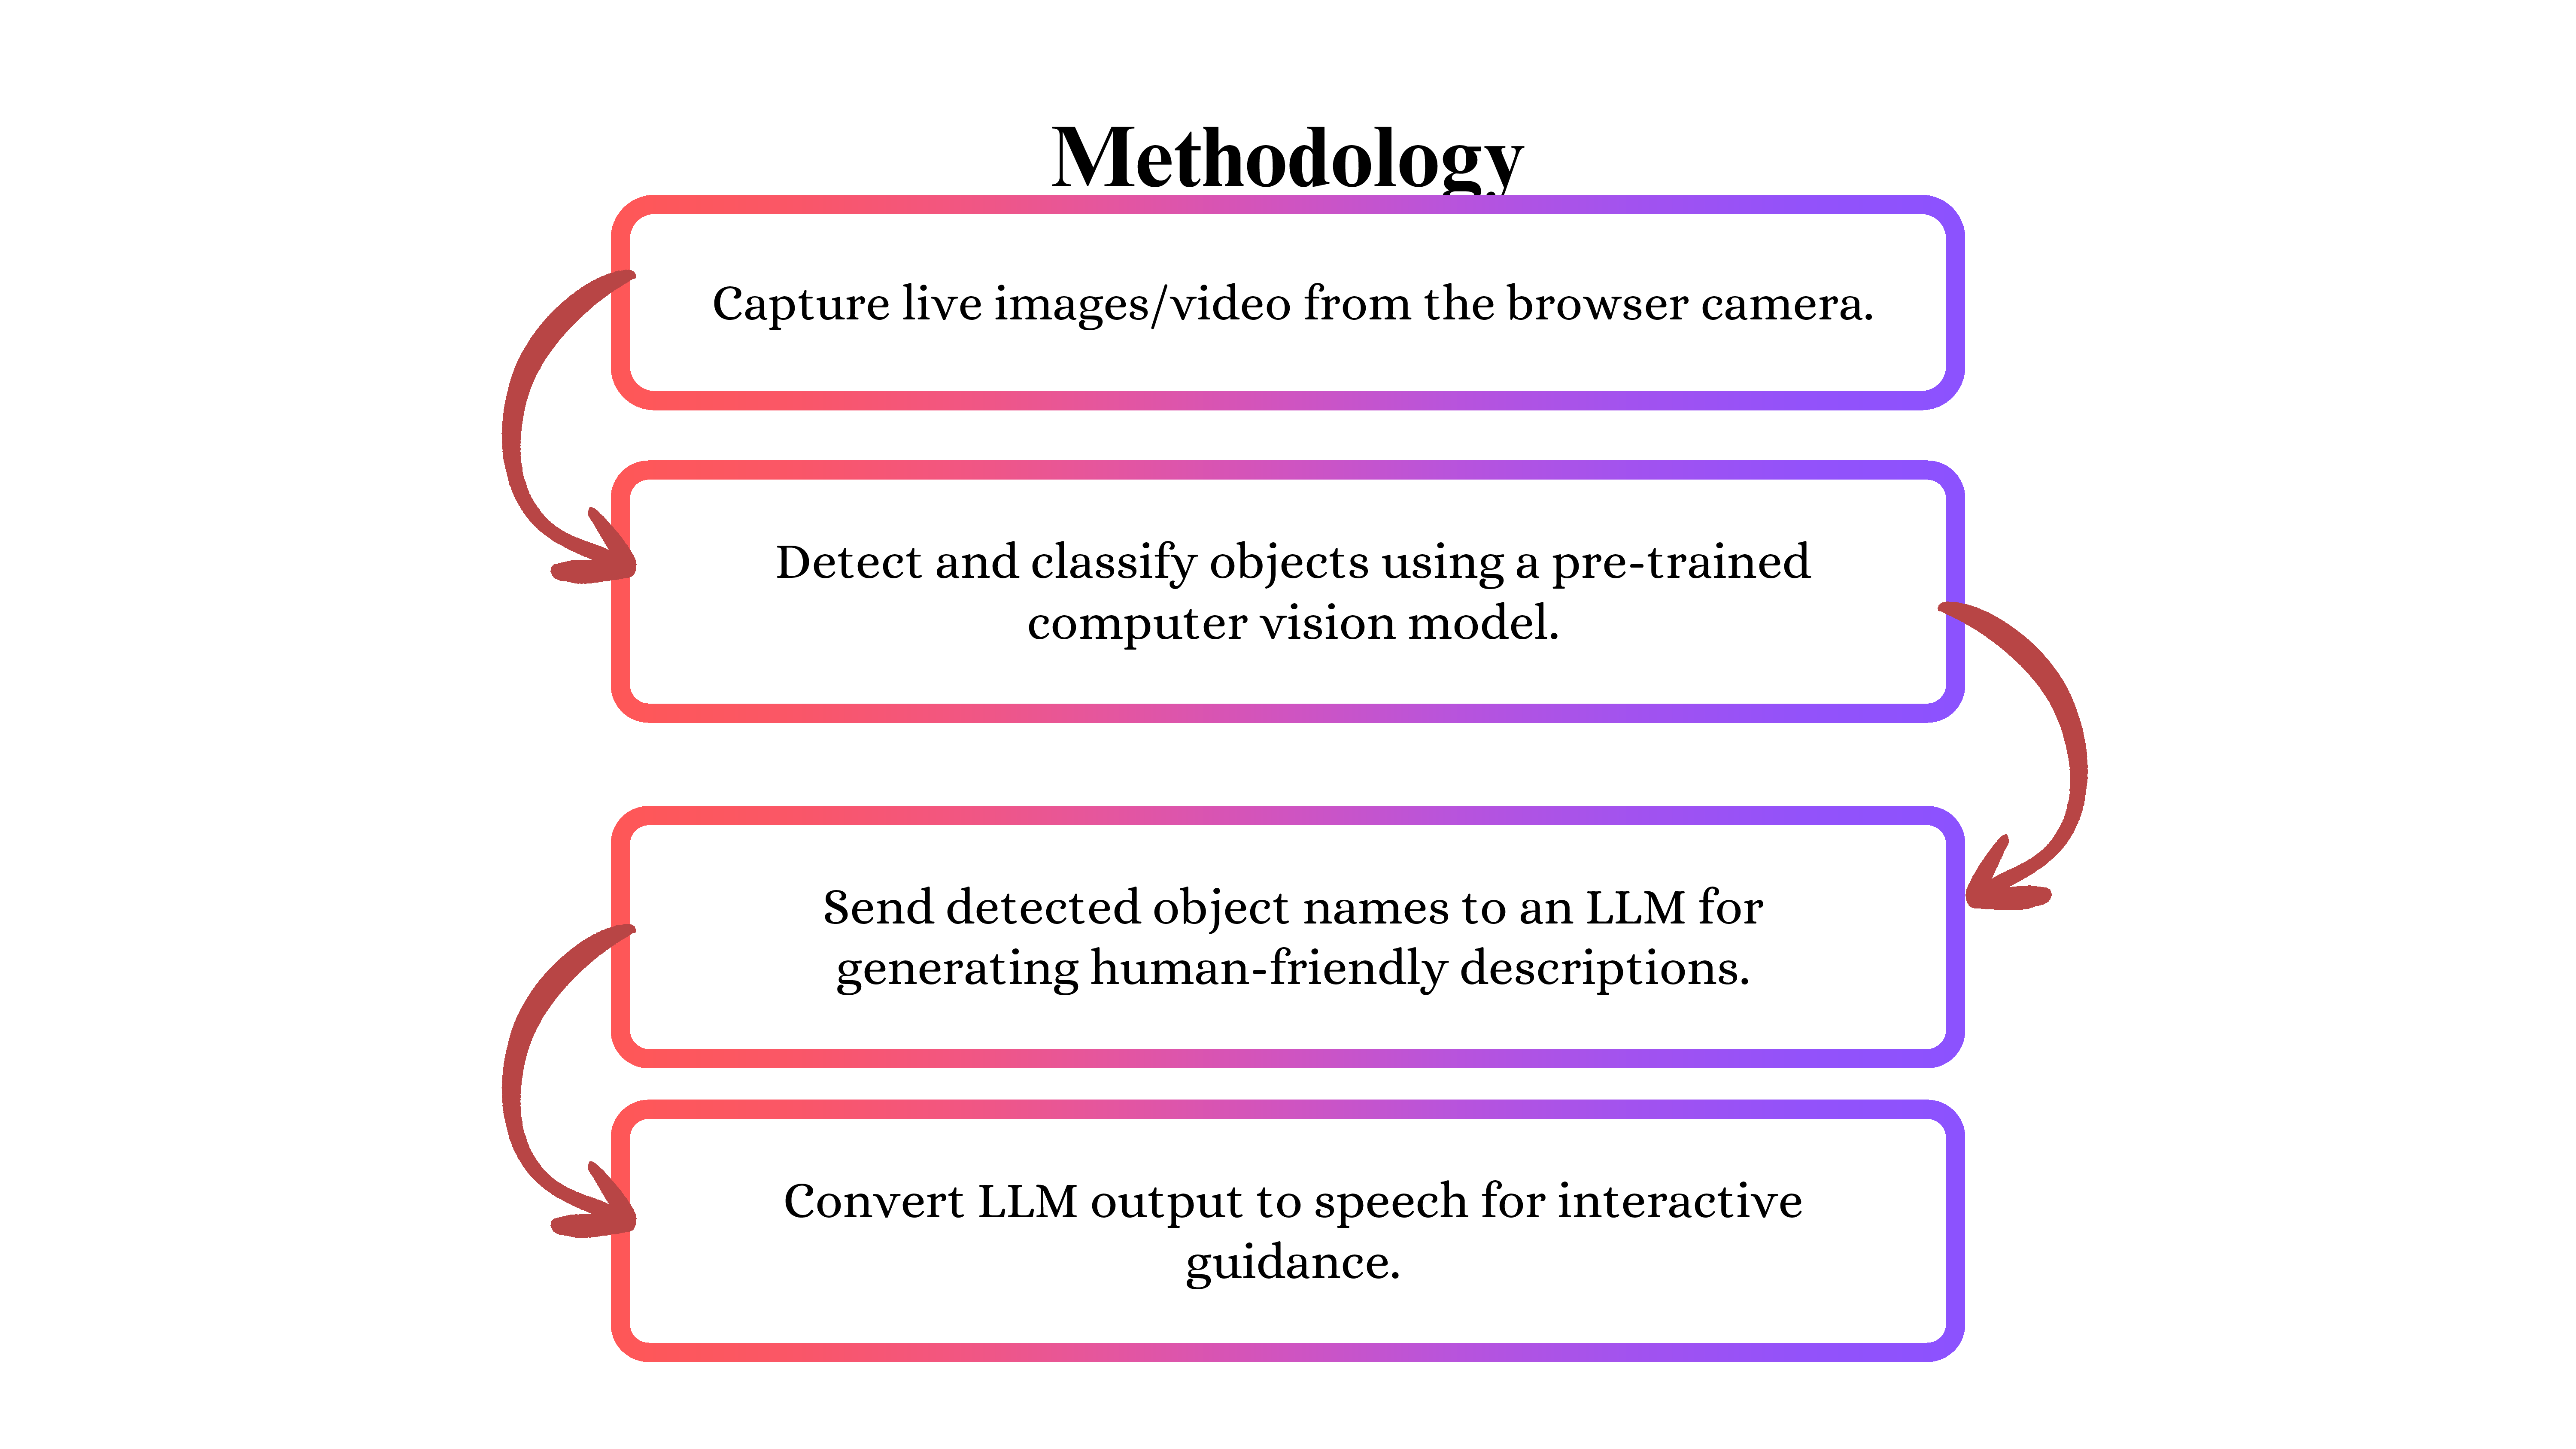 Methodology
Capture live images/video from the browser camera.
Detect and classify objects using a pre-trained
computer vision model.
Send detected object names to an LLM for
generating human-friendly descriptions.
Convert LLM output to speech for interactive
guidance.